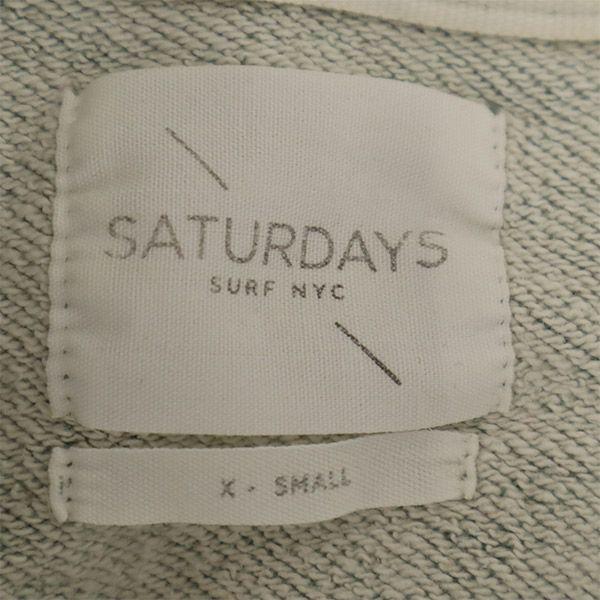 SATURDAYS
SURF NYC
X - SMALL